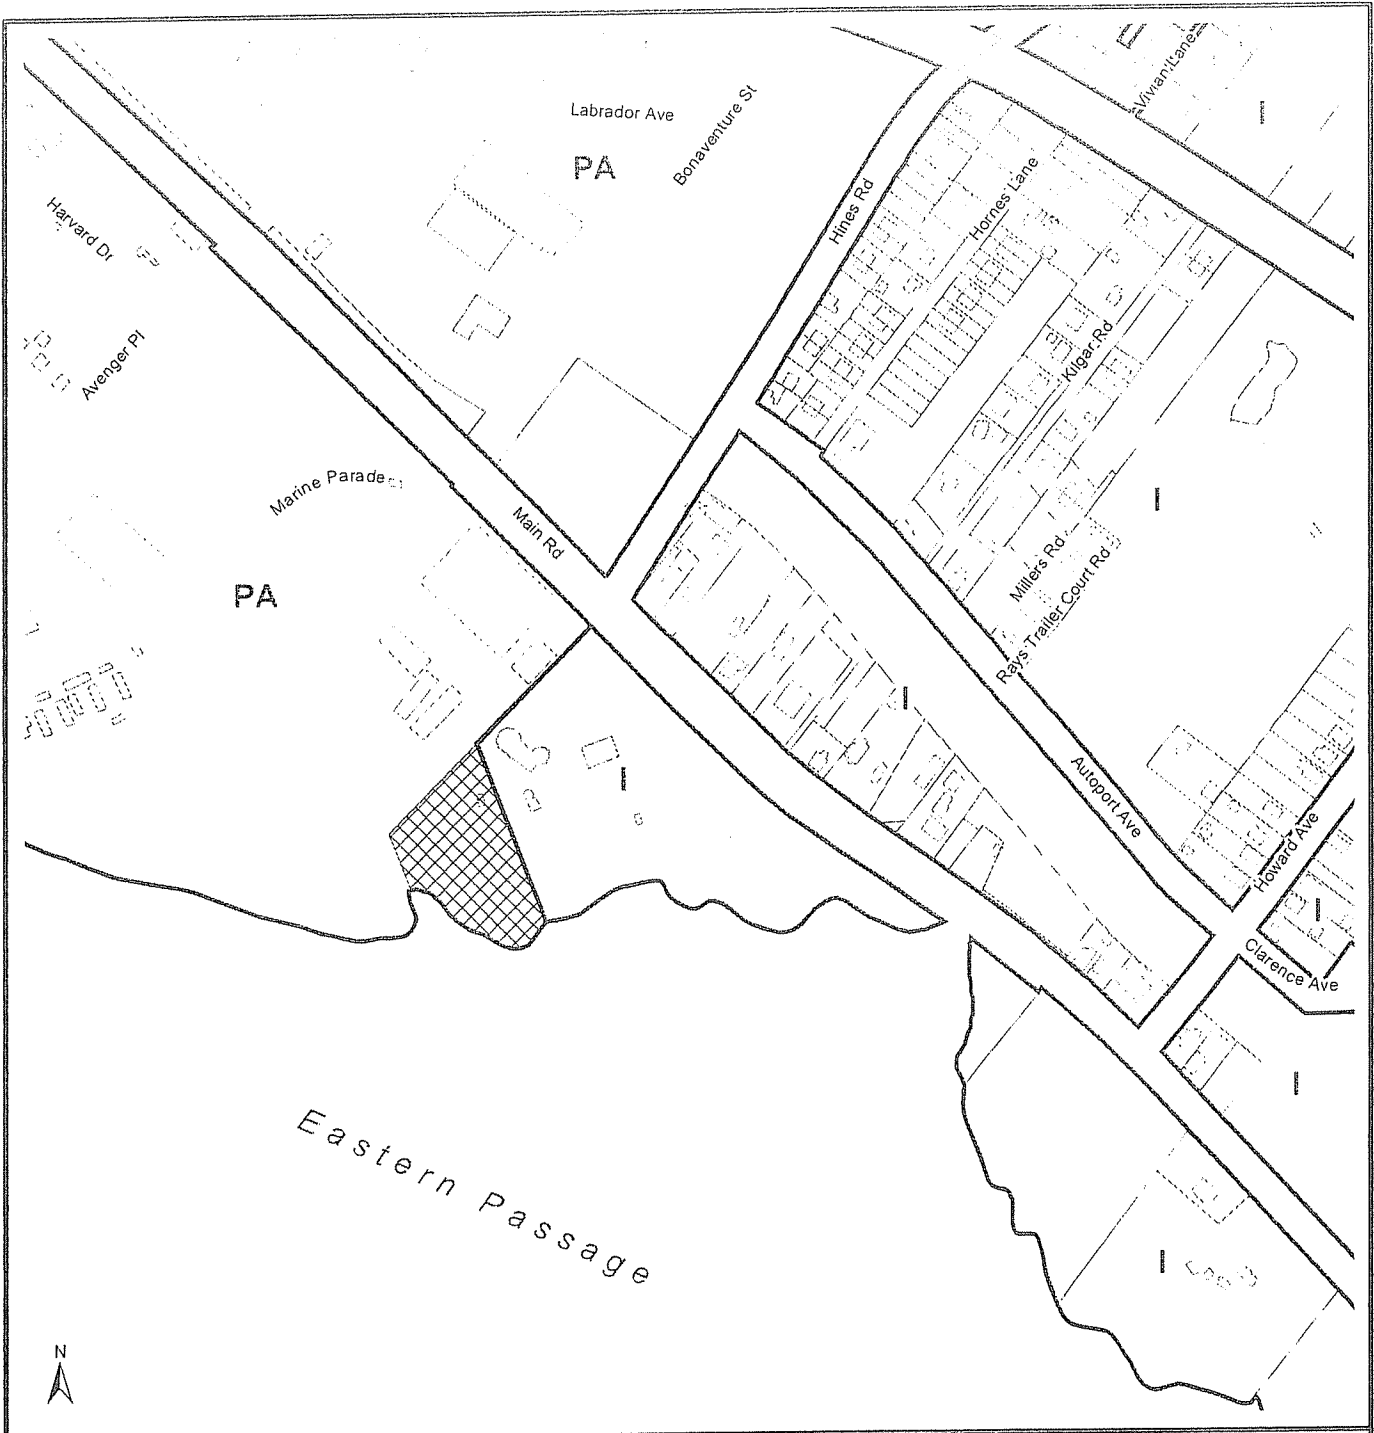 Vivian Lane
I
Labrador Ave
Bonaventure St
PA
Hines Rd
Hornes Lane
Harvard Dr
Avenger Pl
Kilgar Rd
Marine Parade
Main Rd
I
Millers Rd
Rays Trailer Court Rd
PA
I
I
Autoport Ave
Howard Ave
I
Clarence Ave
I
Eastern Passage
I
N